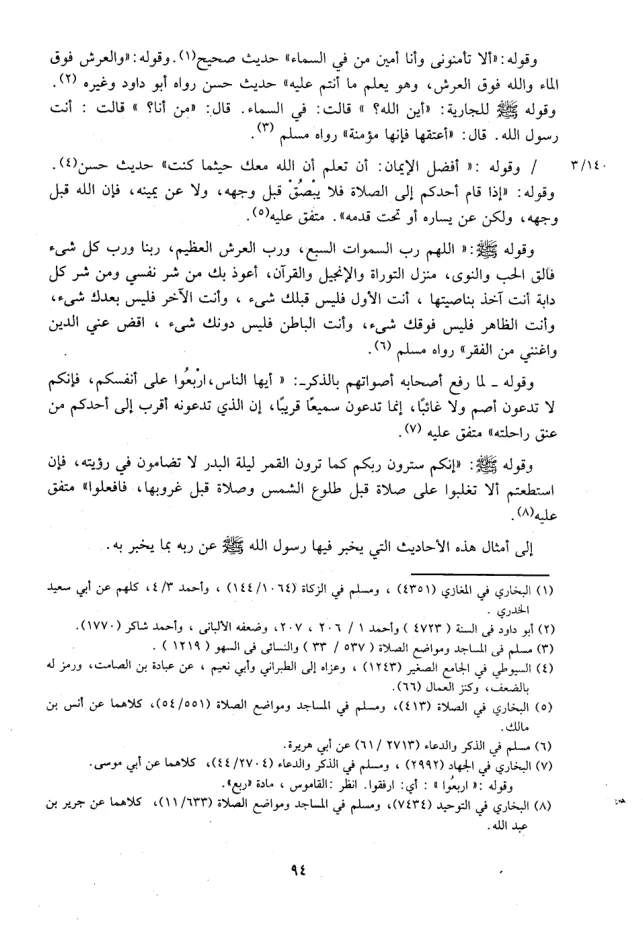 وقوله: «ألا تأمنونى وأنا أمين من في السماء» حديث صحيح(١). وقوله: «والعرش فوق
الماء والله فوق العرش، وهو يعلم ما أنتم عليه» حديث حسن رواه أبو داود وغيره (٢).
وقوله ﷺ للجارية: «أين الله؟ » قالت: في السماء. قال: «من أنا؟ » قالت : أنت
رسول الله. قال: «أعتقها فإنها مؤمنة» رواه مسلم (٣).
٣/١٤٠ / وقوله :« أفضل الإيمان: أن تعلم أن الله معك حيثما كنت» حديث حسن(٤).
وقوله: «إذا قام أحدكم إلى الصلاة فلا يبْصُقْ قبل وجهه، ولا عن يمينه، فإن الله قبل
وجهه، ولكن عن يساره أو تحت قدمه». متفق عليه(٥).
وقوله ﷺ:« اللهم رب السموات السبع، ورب العرش العظيم، ربنا ورب كل شىء
فالق الحب والنوى، منزل التوراة والإنجيل والقرآن، أعوذ بك من شر نفسي ومن شر كل
دابة أنت آخذ بناصيتها ، أنت الأول فليس قبلك شىء ، وأنت الآخر فليس بعدك شىء،
وأنت الظاهر فليس فوقك شىء، وأنت الباطن فليس دونك شىء ، اقض عني الدين
واغنني من الفقر» رواه مسلم (٦).
وقوله ـ لما رفع أصحابه أصواتهم بالذكرـ: « أيها الناس،ارْبعُوا على أنفسكم، فإنكم
لا تدعون أصم ولا غائبًا، إنما تدعون سميعًا قريبًا، إن الذي تدعونه أقرب إلى أحدكم من
عنق راحلته» متفق عليه (٧).
وقوله ﷺ: «إنكم سترون ربكم كما ترون القمر ليلة البدر لا تضامون في رؤيته، فإن
استطعتم ألا تغلبوا على صلاة قبل طلوع الشمس وصلاة قبل غروبها، فافعلوا» متفق
عليه(٨).
إلى أمثال هذه الأحاديث التي يخبر فيها رسول الله ﷺ عن ربه بما يخبر به.
(١) البخاري في المغازي (٤٣٥١) ، ومسلم في الزكاة (١٤٤/١٠٦٤) ، وأحمد ٤/٣، كلهم عن أبي سعيد
الخدري .
(٢) أبو داود فى السنة ( ٤٧٢٣ ) وأحمد ١ / ٢٠٦ ، ٢٠٧، وضعفه الألبانى ، وأحمد شاكر (١٧٧٠).
(٣) مسلم فى المساجد ومواضع الصلاة ( ٥٣٧/ ٣٣ ) والنسائى فى السهو ( ١٢١٩ ) .
(٤) السيوطي في الجامع الصغير (١٢٤٣) ، وعزاه إلى الطبراني وأبي نعيم ، عن عبادة بن الصامت، ورمز له
بالضعف، وكنز العمال (٦٦).
(٥) البخاري في الصلاة (٤١٣)، ومسلم في المساجد ومواضع الصلاة (٥٤/٥٥١)، كلاهما عن أنس بن
مالك.
(٦) مسلم في الذكر والدعاء (٢٧١٣ /٦١) عن أبي هريرة.
(٧) البخاري في الجهاد (٢٩٩٢) ، ومسلم في الذكر والدعاء (٤٤/٢٧٠٤)، كلاهما عن أبي موسى.
وقوله :« اربعُوا » : أي: ارفقوا. انظر :القاموس ، مادة «ربع».
(٨) البخاري في التوحيد (٧٤٣٤)، ومسلم في المساجد ومواضع الصلاة (١١/٦٣٣)، كلاهما عن جرير بن
عبد الله.
٩٤